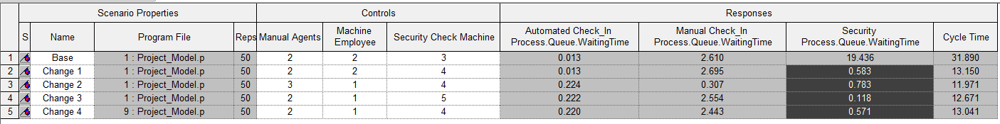 Scenario Properties Controls Responses
S Name Program File Reps Manual Agents Machine Employee Security Check Machine Automated Check_In Process.Queue.WaitingTime Manual Check_In Process.Queue.WaitingTime Security Process.Queue.WaitingTime Cycle Time
1 Base 1 : Project_Model.p 50 2 2 3 0.013 2.610 19.436 31.890
2 Change 1 1 : Project_Model.p 50 2 2 4 0.013 2.695 0.583 13.150
3 Change 2 1 : Project_Model.p 50 3 1 4 0.224 0.307 0.783 11.971
4 Change 3 1 : Project_Model.p 50 2 1 5 0.222 2.554 0.118 12.671
5 Change 4 9 : Project_Model.p 50 2 1 4 0.220 2.443 0.571 13.041